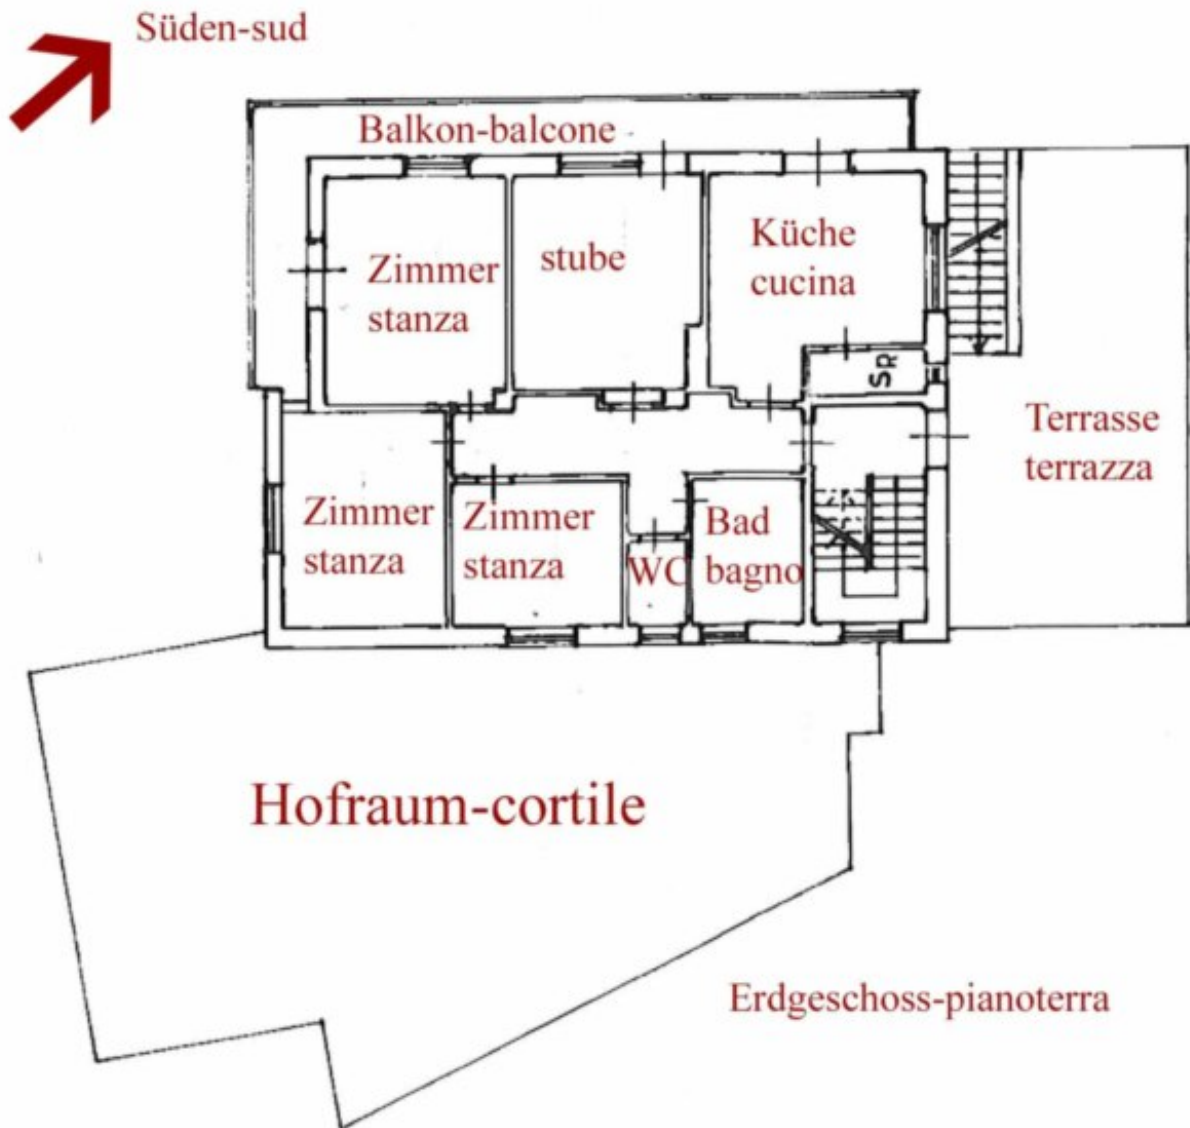 Süden-sud
Balkon-balcone
Zimmer
stanza
stube
Küche
cucina
SR
Terrasse
terrazza
Zimmer
stanza
Zimmer
stanza
WC
Bad
bagno
Hofraum-cortile
Erdgeschoss-pianoterra